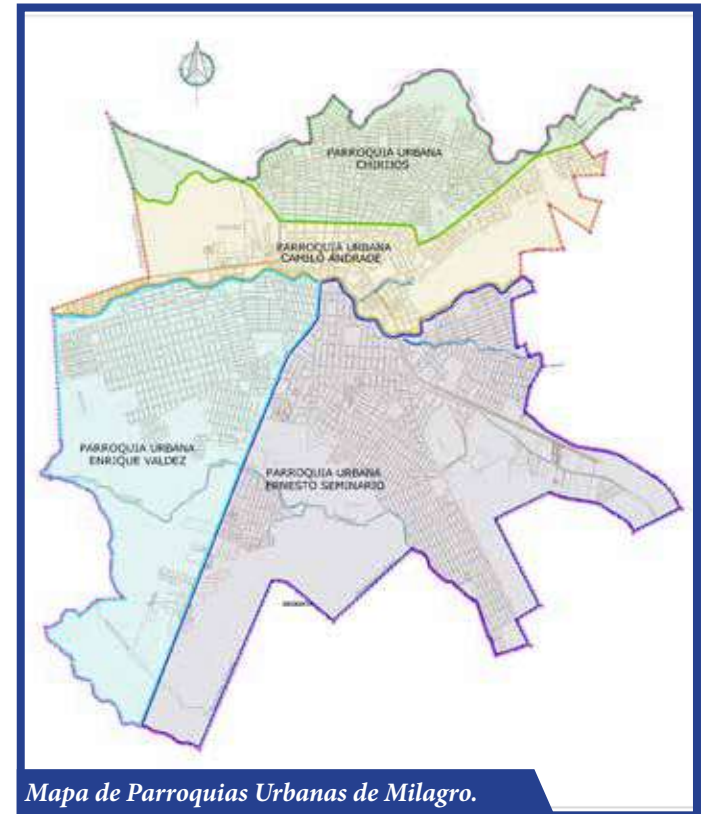 PARROQUIA URBANA
CHIRIJOS
PARROQUIA URBANA
CAMILO ANDRADE
PARROQUIA URBANA
ENRIQUE VALDEZ
PARROQUIA URBANA
ERNESTO SEMINARIO
Mapa de Parroquias Urbanas de Milagro.